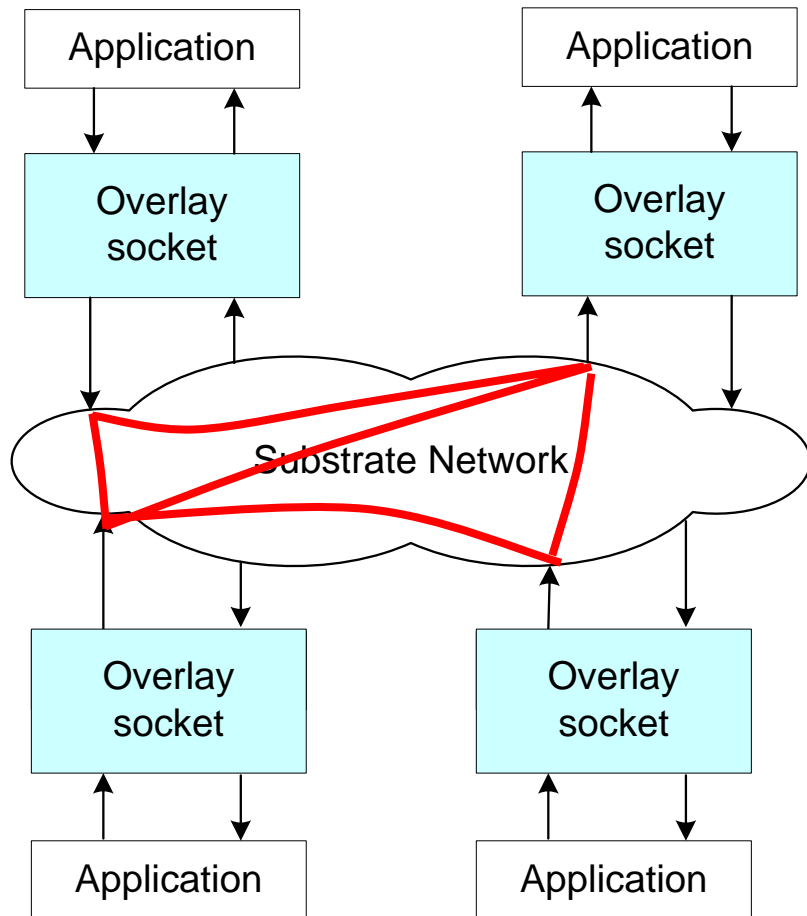 Application
Application
Overlay
socket
Overlay
socket
Substrate Network
Overlay
socket
Overlay
socket
Application
Application